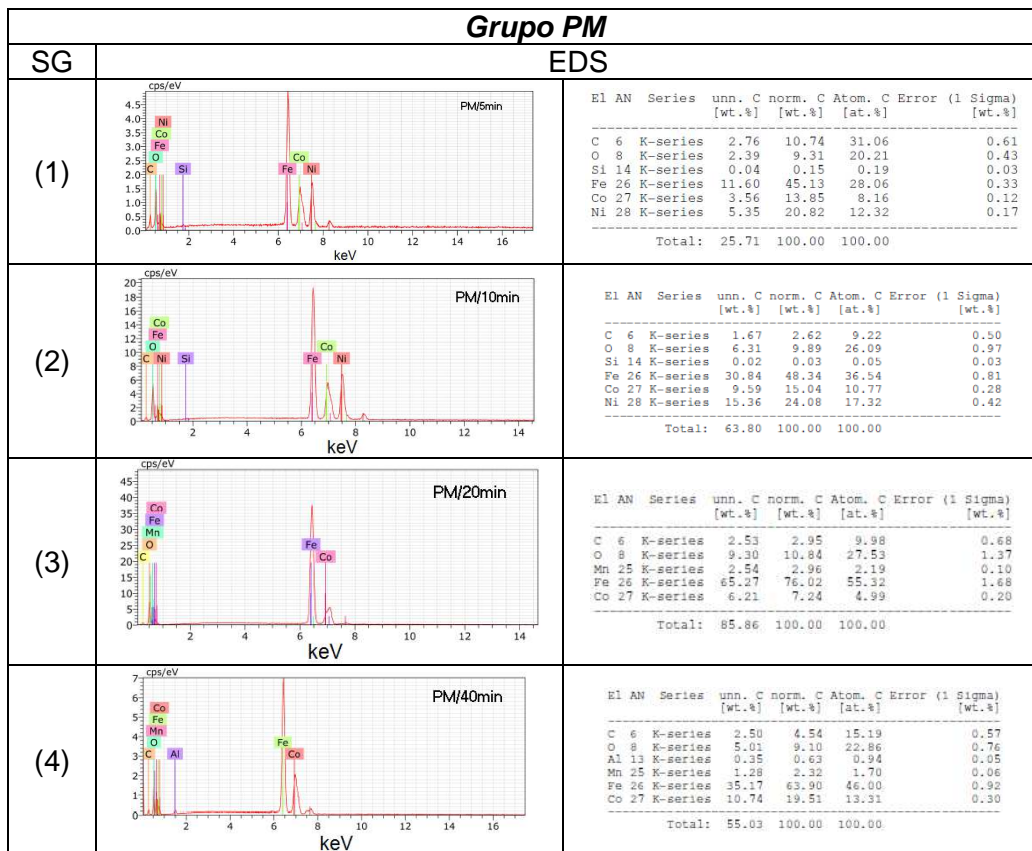 Grupo PM
SG EDS
(1)
cps/eV
PM/5min
4.5
4.0
3.5
3.0
2.5
2.0
1.5
1.0
0.5
0.0
Ni
Co
Fe
O
C Si Fe Co Ni
2 4 6 8 10 12 14 16
keV
El AN Series unn. C norm. C Atom. C Error (1 Sigma)
[wt.%] [wt.%] [at.%] [wt.%]
C 6 K-series 2.76 10.74 31.06 0.61
O 8 K-series 2.39 9.31 20.21 0.43
Si 14 K-series 0.04 0.15 0.19 0.03
Fe 26 K-series 11.60 45.13 28.06 0.33
Co 27 K-series 3.56 13.85 8.16 0.12
Ni 28 K-series 5.35 20.82 12.32 0.17
Total: 25.71 100.00 100.00
(2)
cps/eV
PM/10min
20
18
16
14
12
10
8
6
4
2
0
Co
Fe
O
C Ni Si Fe Co Ni
2 4 6 8 10 12 14
keV
El AN Series unn. C norm. C Atom. C Error (1 Sigma)
[wt.%] [wt.%] [at.%] [wt.%]
C 6 K-series 1.67 2.62 9.22 0.50
O 8 K-series 6.31 9.89 26.09 0.97
Si 14 K-series 0.02 0.03 0.05 0.03
Fe 26 K-series 30.84 48.34 36.54 0.81
Co 27 K-series 9.59 15.04 10.77 0.28
Ni 28 K-series 15.36 24.08 17.32 0.42
Total: 63.80 100.00 100.00
(3)
cps/eV
PM/20min
45
40
35
30
25
20
15
10
5
0
Co
Fe
Mn
O
C Fe Co
2 4 6 8 10 12 14
keV
El AN Series unn. C norm. C Atom. C Error (1 Sigma)
[wt.%] [wt.%] [at.%] [wt.%]
C 6 K-series 2.53 2.95 9.98 0.68
O 8 K-series 9.30 10.84 27.53 1.37
Mn 25 K-series 2.54 2.96 2.19 0.10
Fe 26 K-series 65.27 76.02 55.32 1.68
Co 27 K-series 6.21 7.24 4.99 0.20
Total: 85.86 100.00 100.00
(4)
cps/eV
PM/40min
7
6
5
4
3
2
1
0
Co
Fe
Mn
O
C Al Fe Co
2 4 6 8 10 12 14 16
keV
El AN Series unn. C norm. C Atom. C Error (1 Sigma)
[wt.%] [wt.%] [at.%] [wt.%]
C 6 K-series 2.50 4.54 15.19 0.57
O 8 K-series 5.01 9.10 22.86 0.76
Al 13 K-series 0.35 0.63 0.94 0.05
Mn 25 K-series 1.28 2.32 1.70 0.06
Fe 26 K-series 35.17 63.90 46.00 0.92
Co 27 K-series 10.74 19.51 13.31 0.30
Total: 55.03 100.00 100.00